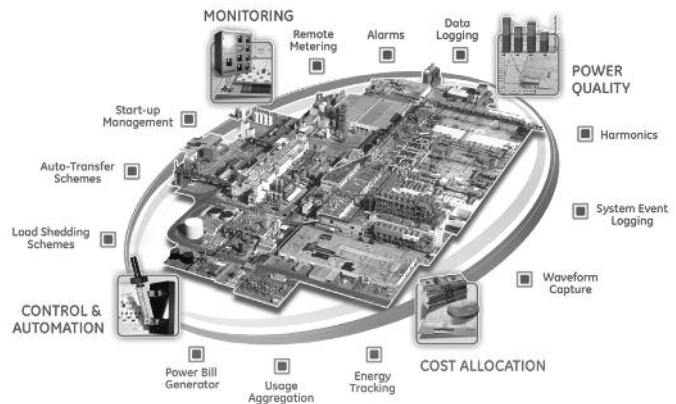 MONITORING
Remote
Metering
Alarms
Data
Logging
POWER
QUALITY
Start-up
Management
Harmonics
Auto-Transfer
Schemes
System Event
Logging
Load Shedding
Schemes
Waveform
Capture
CONTROL &
AUTOMATION
COST ALLOCATION
Power Bill
Generator
Usage
Aggregation
Energy
Tracking